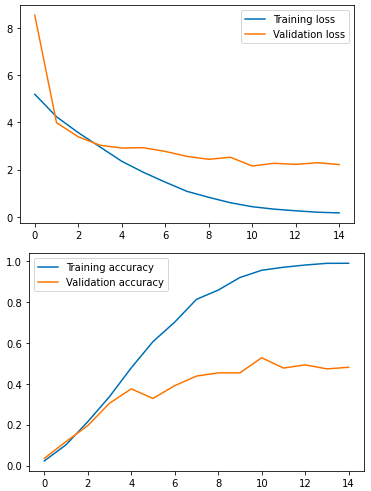 Training loss
Validation loss
8
6
4
2
0
0 2 4 6 8 10 12 14
Training accuracy
Validation accuracy
1.0
0.8
0.6
0.4
0.2
0.0
0 2 4 6 8 10 12 14